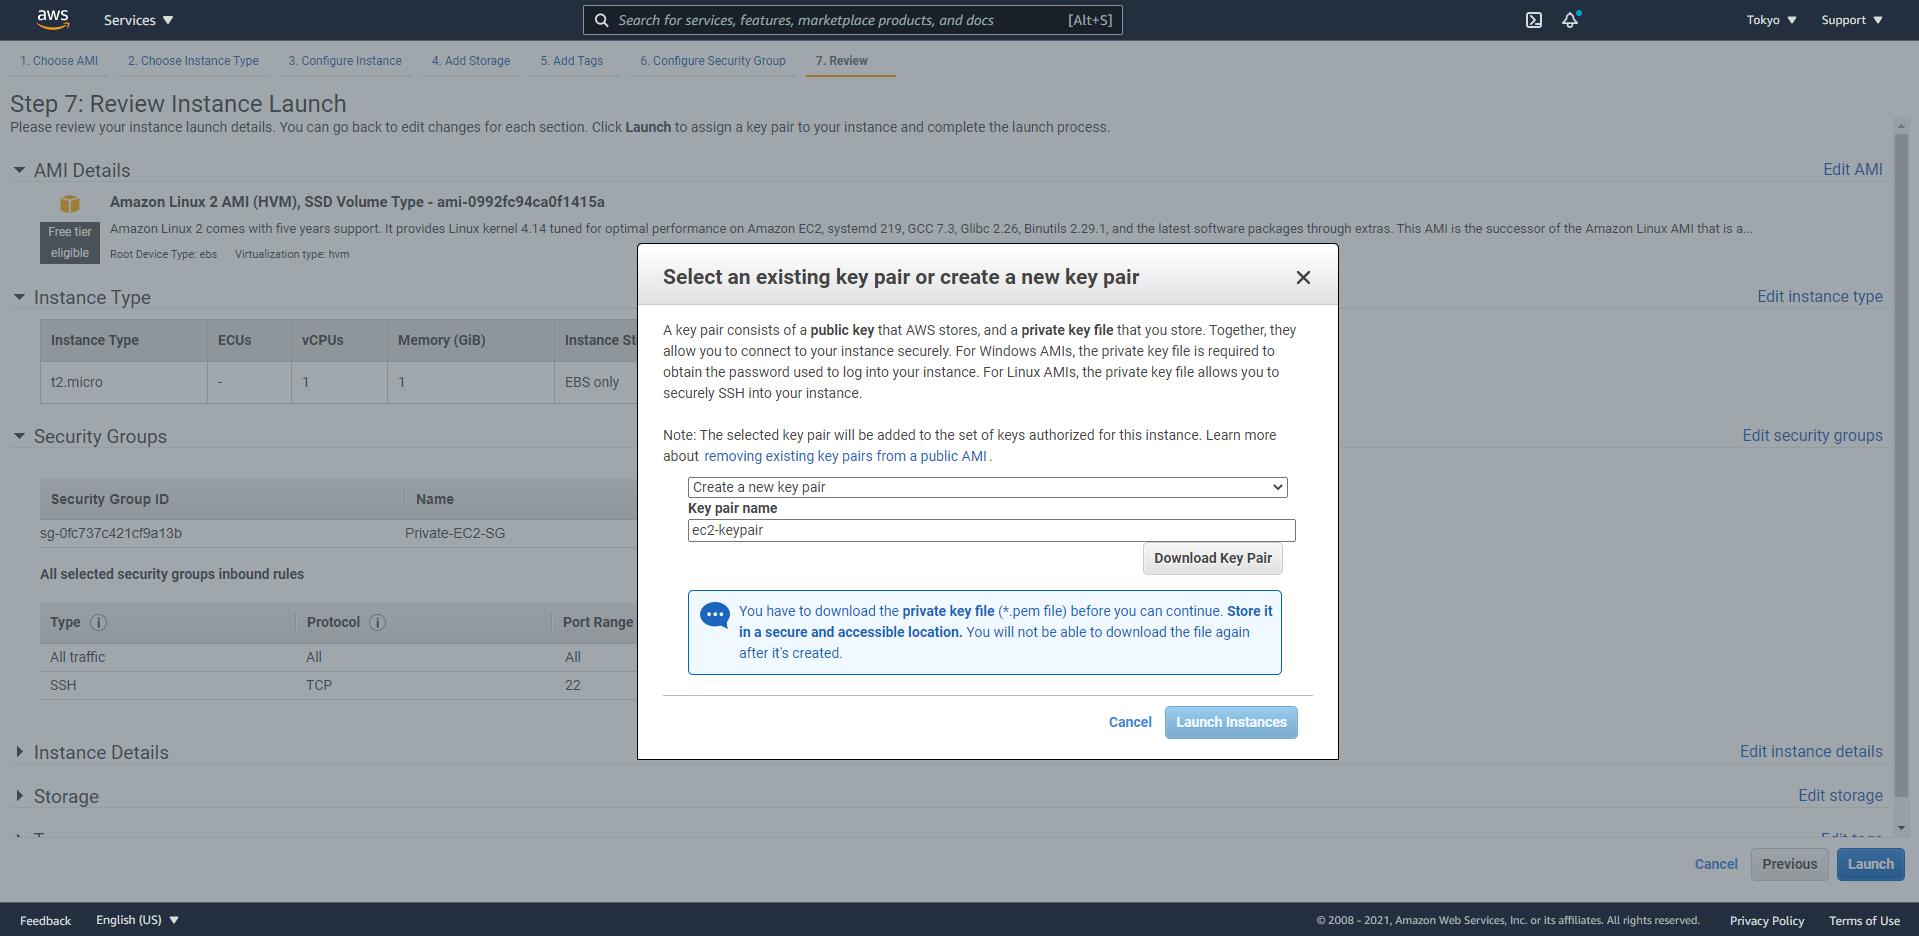 aws
Services
Search for services, features, marketplace products, and docs
[Alt+S]
Tokyo
Support
1. Choose AMI
2. Choose Instance Type
3. Configure Instance
4. Add Storage
5. Add Tags
6. Configure Security Group
7. Review
Step 7: Review Instance Launch
Please review your instance launch details. You can go back to edit changes for each section. Click Launch to assign a key pair to your instance and complete the launch process.
AMI Details
Edit AMI
Amazon Linux 2 AMI (HVM), SSD Volume Type - ami-0992fc94ca0f1415a
Free tier
eligible
Amazon Linux 2 comes with five years support. It provides Linux kernel 4.14 tuned for optimal performance on Amazon EC2, systemd 219, GCC 7.3, Glibc 2.26, Binutils 2.29.1, and the latest software packages through extras. This AMI is the successor of the Amazon Linux AMI that is a...
Root Device Type: ebs
Virtualization type: hvm
Instance Type
Edit instance type
Instance Type
ECUs
vCPUs
Memory (GiB)
Instance St
t2.micro
-
1
1
EBS only
Security Groups
Edit security groups
Security Group ID
Name
sg-0fc737c421cf9a13b
Private-EC2-SG
All selected security groups inbound rules
Type
Protocol
Port Range
All traffic
All
All
SSH
TCP
22
Instance Details
Edit instance details
Storage
Edit storage
Edit tags
Select an existing key pair or create a new key pair
A key pair consists of a public key that AWS stores, and a private key file that you store. Together, they
allow you to connect to your instance securely. For Windows AMIs, the private key file is required to
obtain the password used to log into your instance. For Linux AMIs, the private key file allows you to
securely SSH into your instance.
Note: The selected key pair will be added to the set of keys authorized for this instance. Learn more
about removing existing key pairs from a public AMI .
Create a new key pair
Key pair name
ec2-keypair
Download Key Pair
You have to download the private key file (*.pem file) before you can continue. Store it
in a secure and accessible location. You will not be able to download the file again
after it's created.
Cancel
Launch Instances
Cancel
Previous
Launch
Feedback
English (US)
© 2008 - 2021, Amazon Web Services, Inc. or its affiliates. All rights reserved.
Privacy Policy
Terms of Use